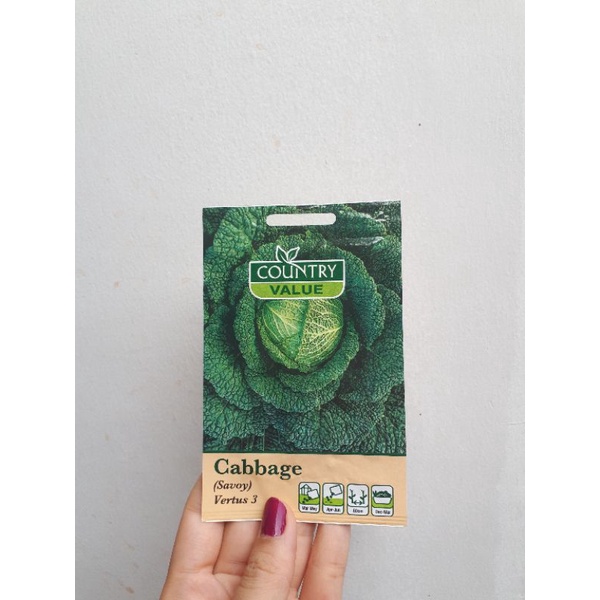 COUNTRY
VALUE
Cabbage
(Savoy)
Vertus 3